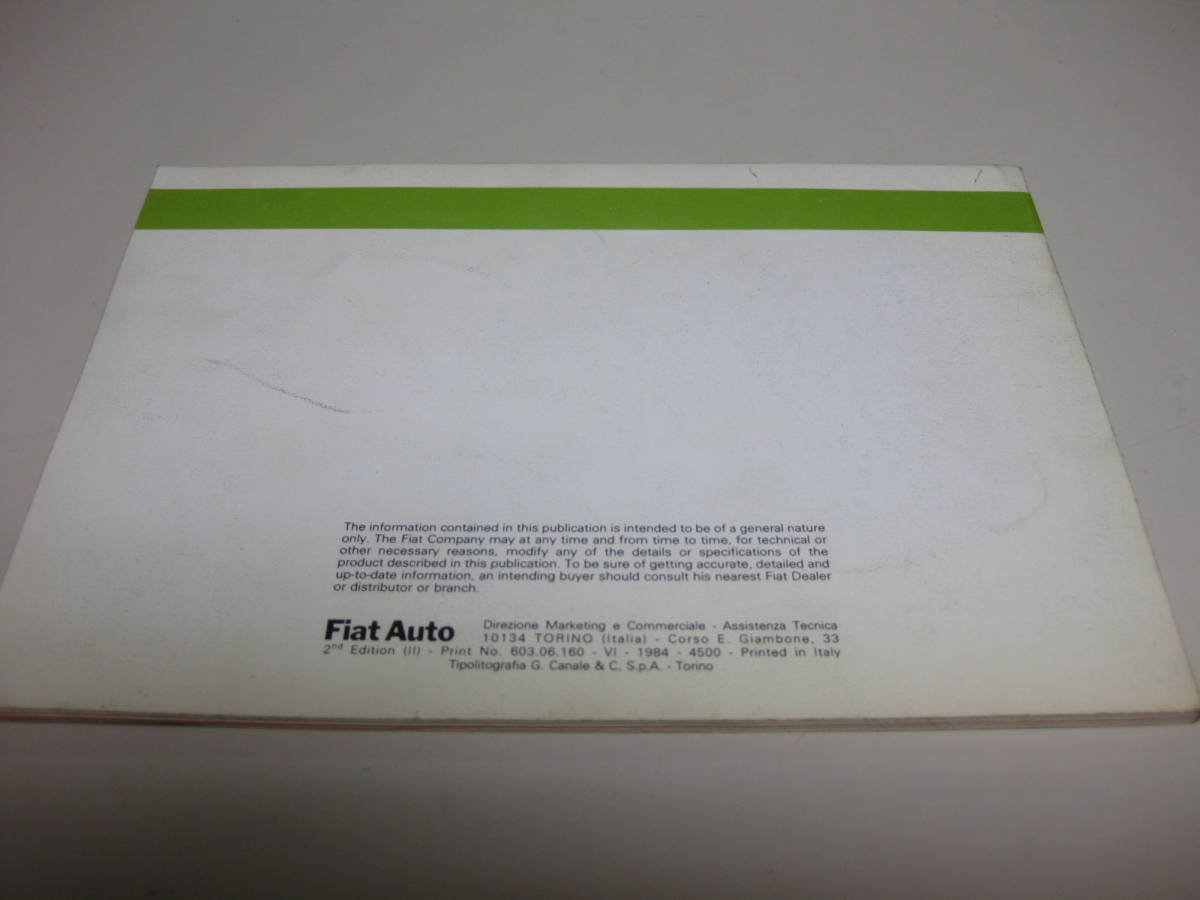 The information contained in this publication is intended to be of a general nature
only. The Fiat Company may at any time and from time to time, for technical or
other necessary reasons, modify any of the details or specifications of the
product described in this publication. To be sure of getting accurate, detailed and
up-to-date information, an intending buyer should consult his nearest Fiat Dealer
or distributor or branch.
Fiat Auto
Direzione Marketing e Commerciale - Assistenza Tecnica
10134 TORINO (Italia) - Corso E. Giambone, 33
2nd Edition (II) - Print No. 603.06.160 - VI - 1984 - 4500 - Printed in Italy
Tipolitografia G. Canale & C. S.p.A. - Torino